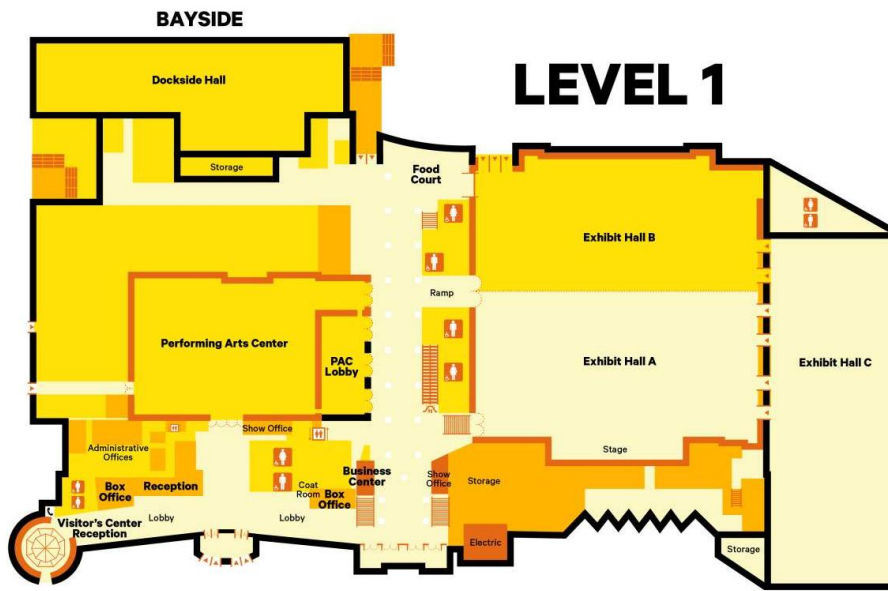 BAYSIDE
LEVEL 1
Dockside Hall
Storage
Food
Court
Exhibit Hall B
Ramp
Performing Arts Center
PAC
Lobby
Exhibit Hall A
Exhibit Hall C
Show Office
Stage
Administrative
Offices
Business
Center
Show
Office
Storage
Coat
Room
Box
Office
Reception
Box
Office
Visitor's Center
Reception
Lobby
Lobby
Electric
Storage